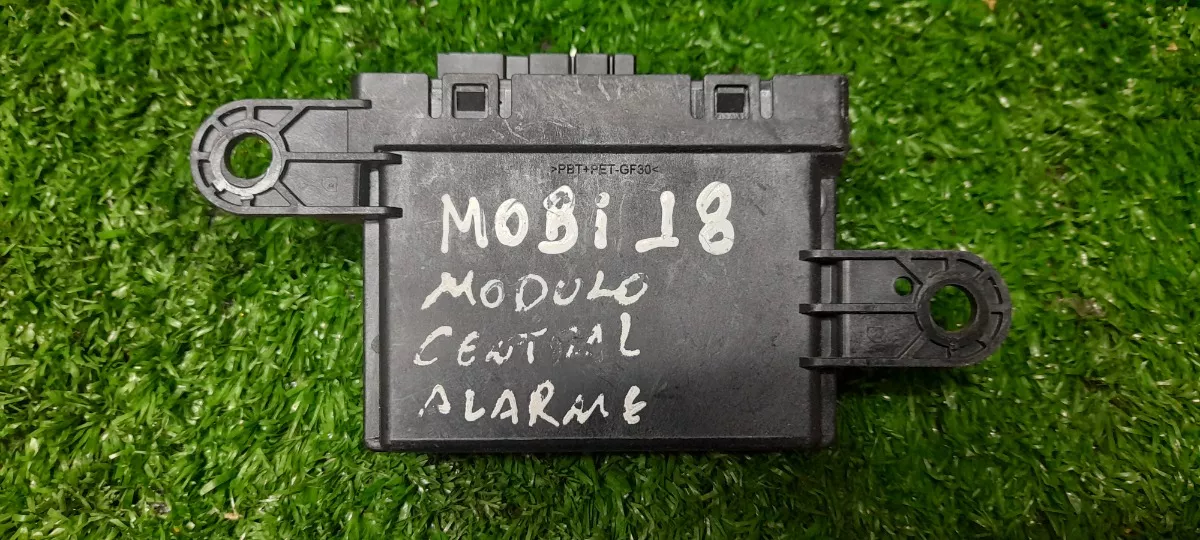 >PBT+PET-GF30<
MOBi 18
MODULO
CENTRAL
ALARME